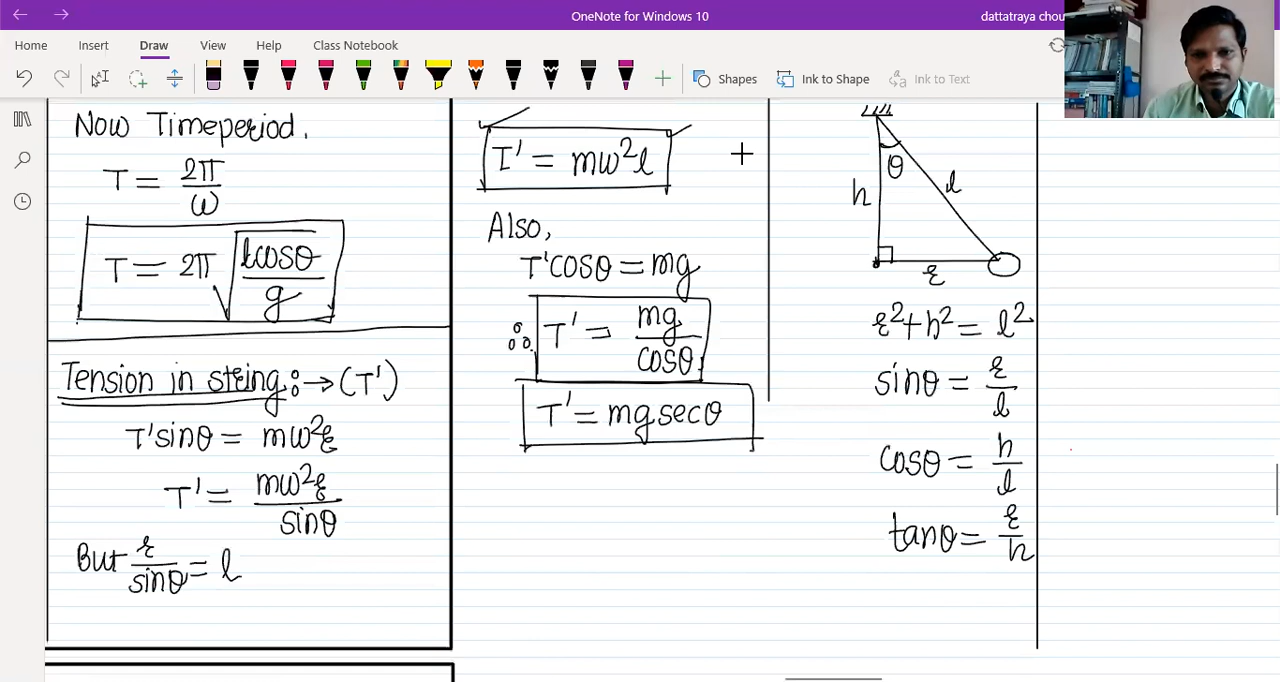 OneNote for Windows 10
dattatraya chou
Home Insert Draw View Help Class Notebook
Shapes Ink to Shape Ink to Text
Now Timeperiod.
T = 2π/ω
T = 2π √(lcosθ/g)
Tension in string :→ (T')
T'sinθ = mω²r
T' = mω²r/sinθ
But r/sinθ = l
T' = mω²l
Also,
T'cosθ = mg
∴ T' = mg/cosθ
T' = mgsecθ
θ
h
l
r
r²+h² = l²
sinθ = r/l
cosθ = h/l
tanθ = r/h